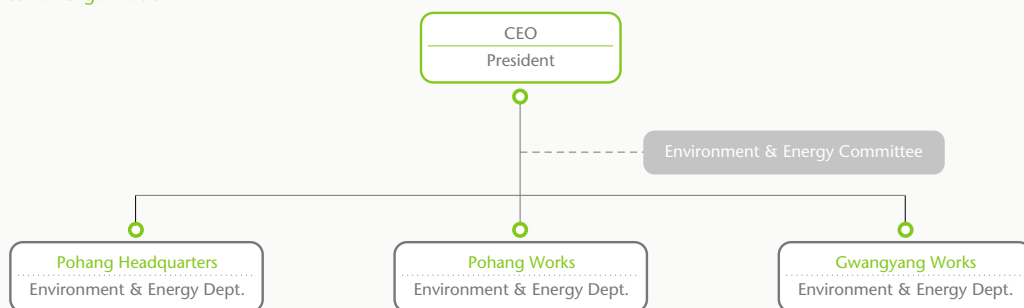 CEO
President
Environment & Energy Committee
Pohang Headquarters
Environment & Energy Dept.
Pohang Works
Environment & Energy Dept.
Gwangyang Works
Environment & Energy Dept.